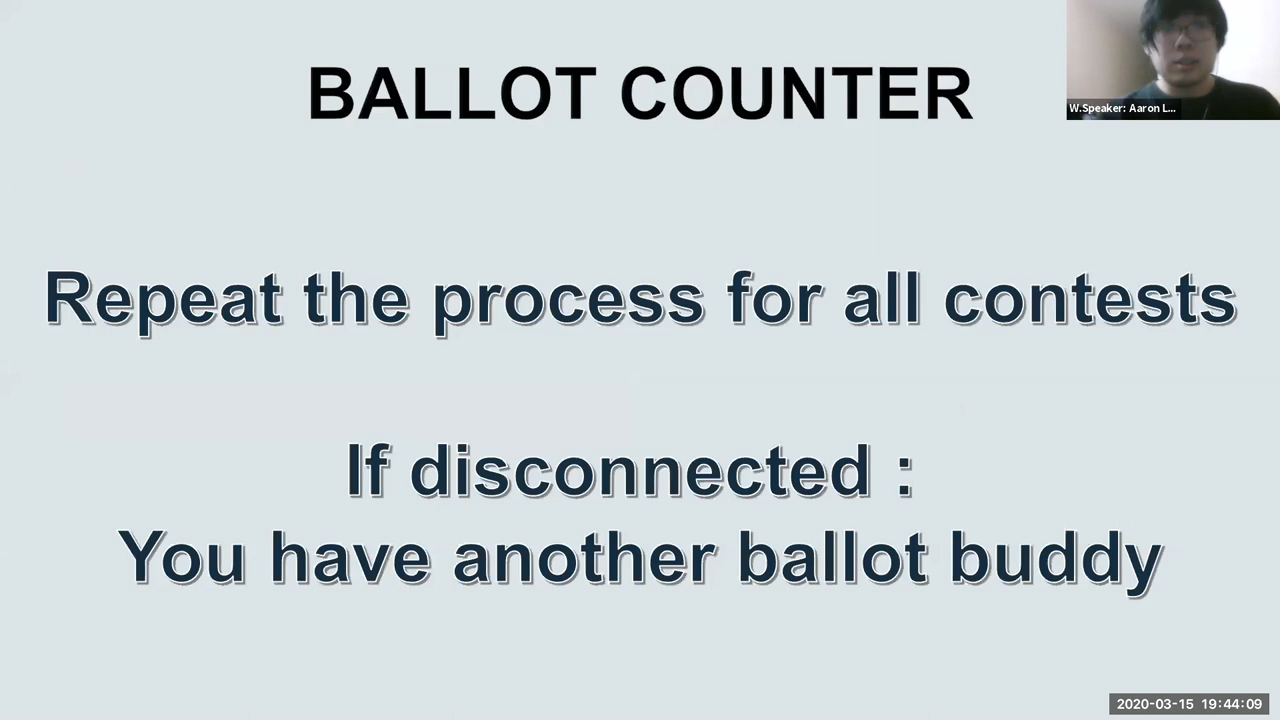 BALLOT COUNTER
W.Speaker: Aaron L...
Repeat the process for all contests
If disconnected :
You have another ballot buddy
2020-03-15 19:44:09